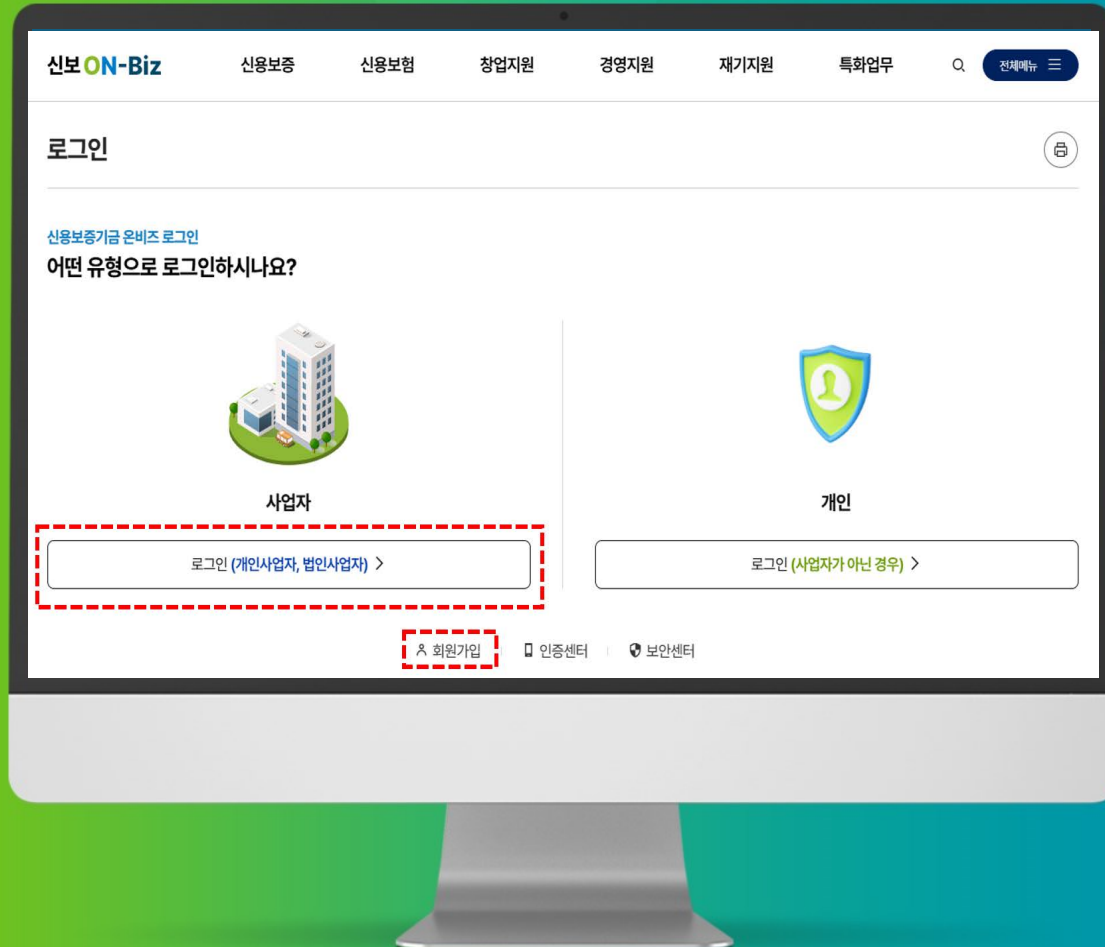 신보 ON-Biz 신용보증 신용보험 창업지원 경영지원 재기지원 특화업무 전체메뉴
로그인
신용보증기금 온비즈 로그인
어떤 유형으로 로그인하시나요?
사업자 개인
로그인 (개인사업자, 법인사업자) > 로그인 (사업자가 아닌 경우) >
회원가입 인증센터 보안센터